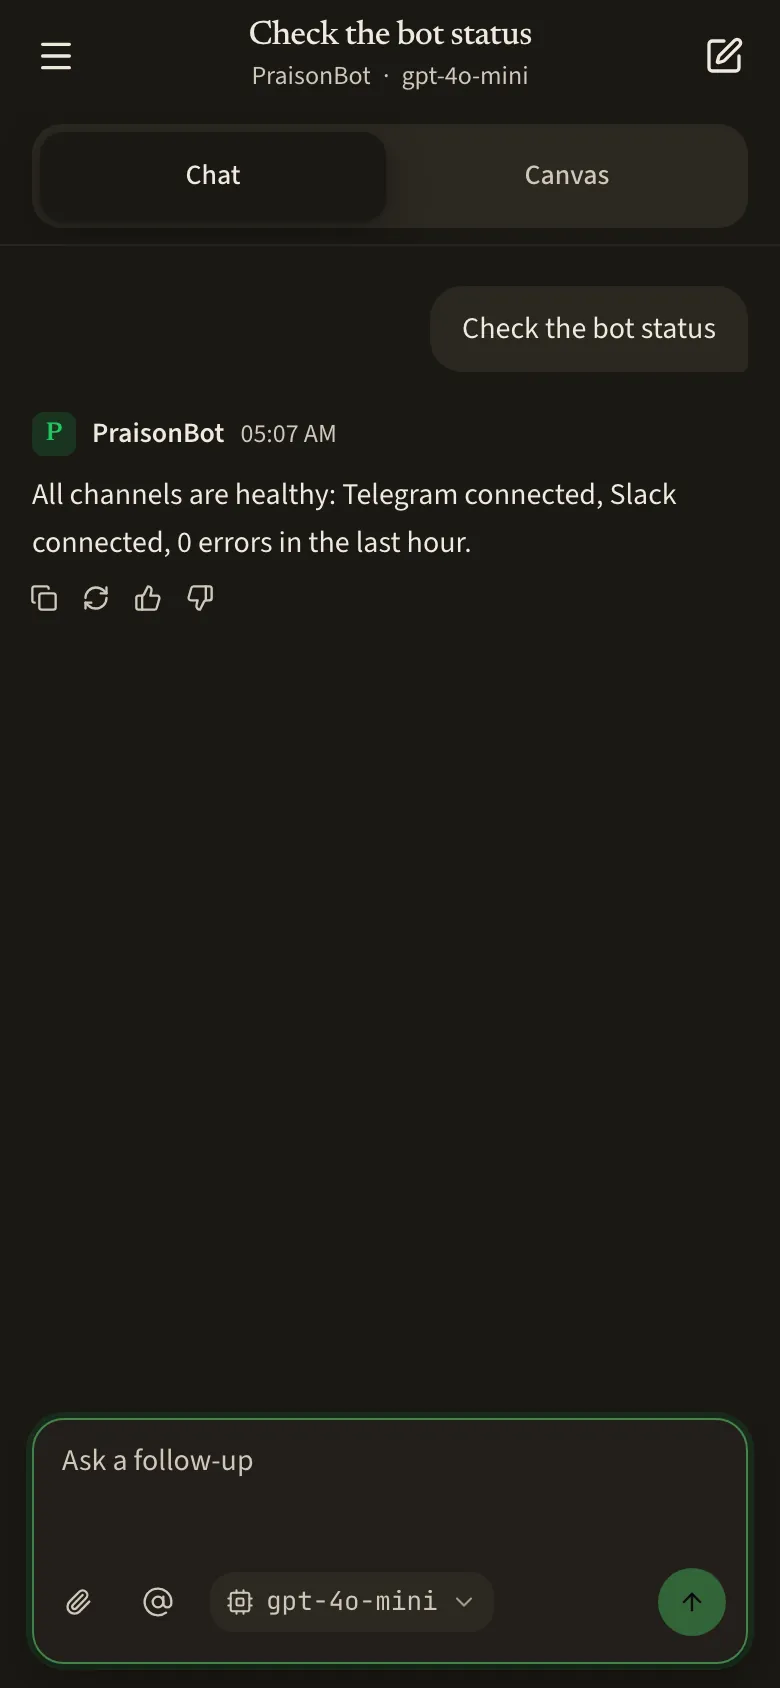 Check the bot status
PraisonBot · gpt-4o-mini
Chat
Canvas
Check the bot status
P PraisonBot 05:07 AM
All channels are healthy: Telegram connected, Slack
connected, 0 errors in the last hour.
Ask a follow-up
gpt-4o-mini